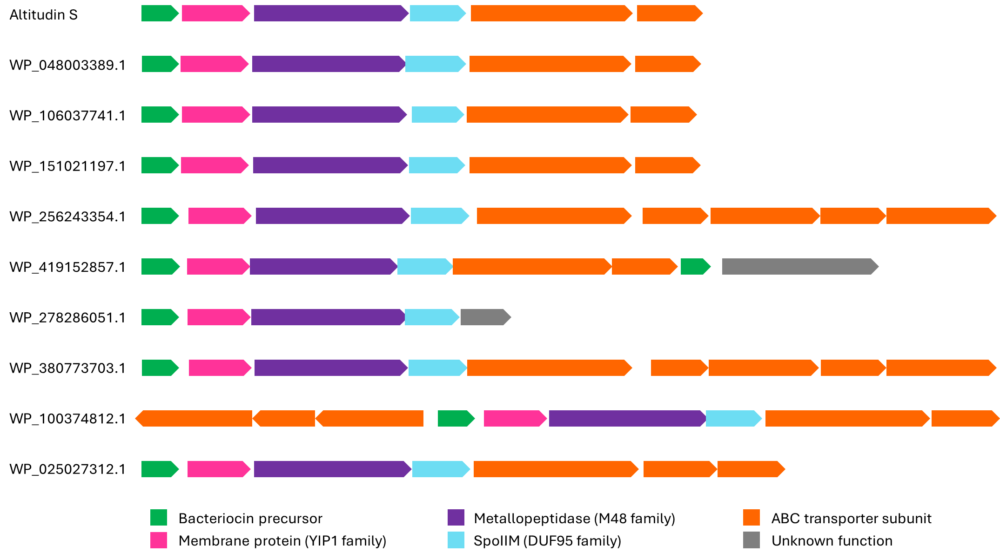 Altitudin S
WP_048003389.1
WP_106037741.1
WP_151021197.1
WP_256243354.1
WP_419152857.1
WP_278286051.1
WP_380773703.1
WP_100374812.1
WP_025027312.1
Bacteriocin precursor
Metallopeptidase (M48 family)
ABC transporter subunit
Membrane protein (YIP1 family)
SpoIIM (DUF95 family)
Unknown function